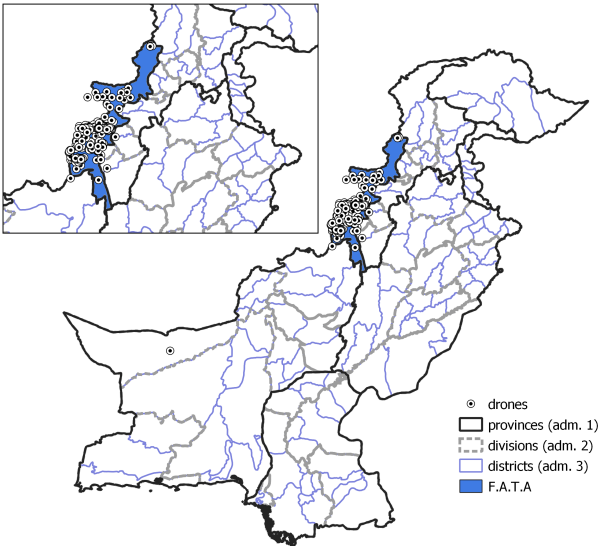 drones
provinces (adm. 1)
divisions (adm. 2)
districts (adm. 3)
F.A.T.A